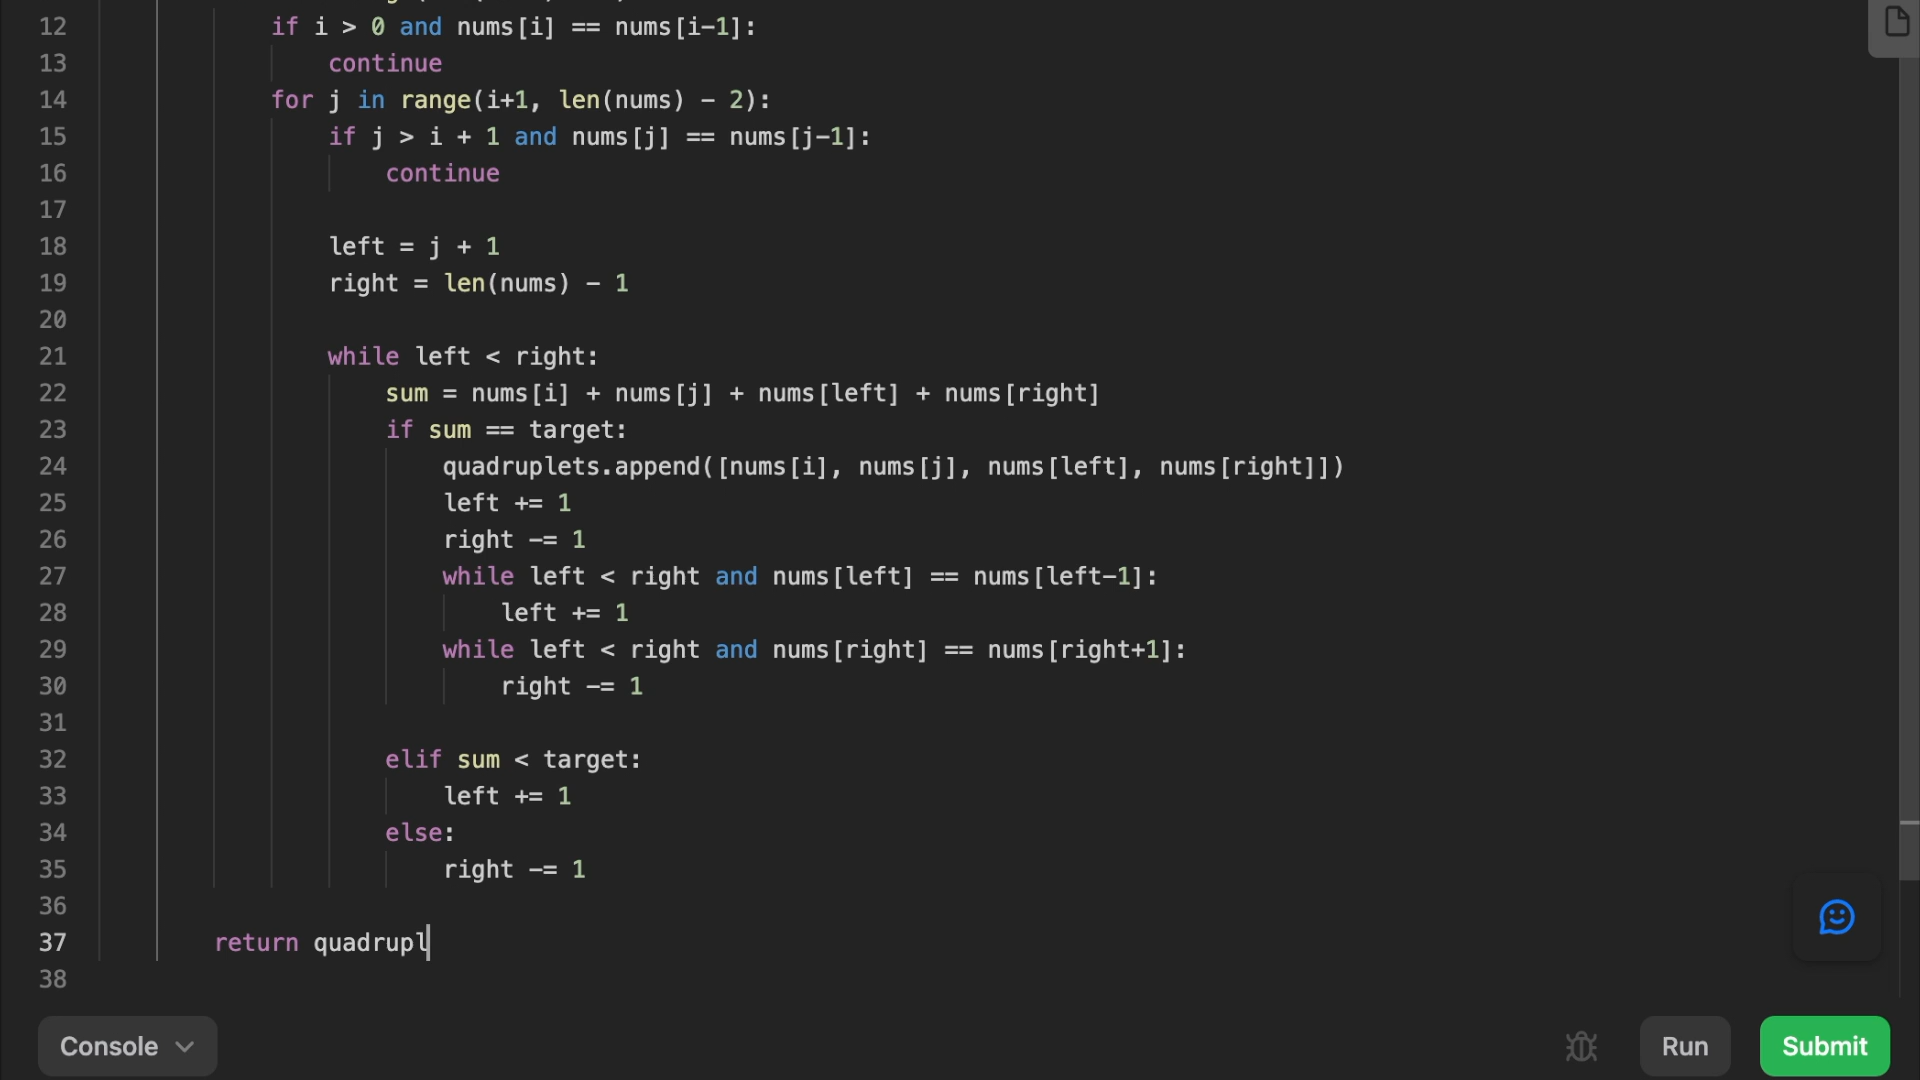 12 if i > 0 and nums[i] == nums[i-1]:
13 continue
14 for j in range(i+1, len(nums) - 2):
15 if j > i + 1 and nums[j] == nums[j-1]:
16 continue
17
18 left = j + 1
19 right = len(nums) - 1
20
21 while left < right:
22 sum = nums[i] + nums[j] + nums[left] + nums[right]
23 if sum == target:
24 quadruplets.append([nums[i], nums[j], nums[left], nums[right]])
25 left += 1
26 right -= 1
27 while left < right and nums[left] == nums[left-1]:
28 left += 1
29 while left < right and nums[right] == nums[right+1]:
30 right -= 1
31
32 elif sum < target:
33 left += 1
34 else:
35 right -= 1
36
37 return quadrupl
38
Console Run Submit